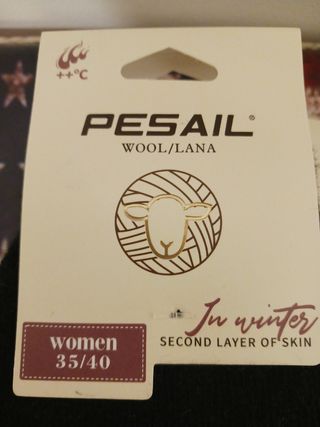 ++°C
PESAIL®
WOOL/LANA
In winter
SECOND LAYER OF SKIN
women
35/40